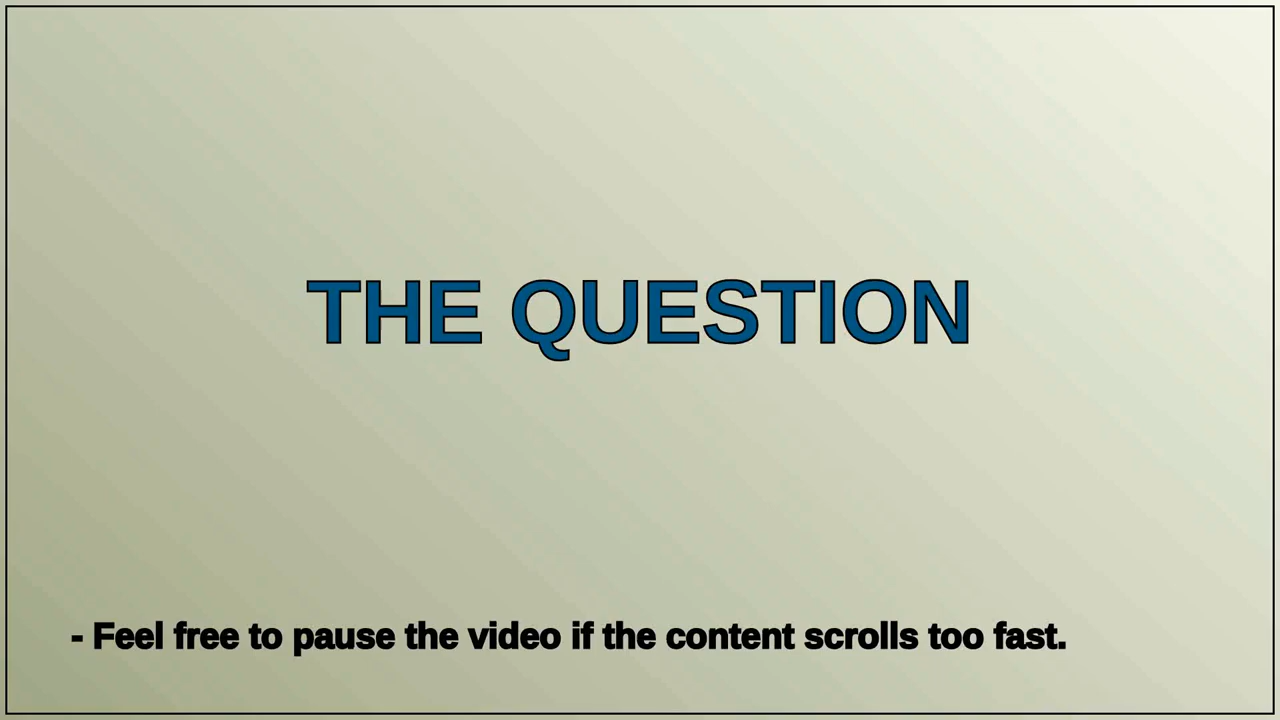 THE QUESTION
- Feel free to pause the video if the content scrolls too fast.